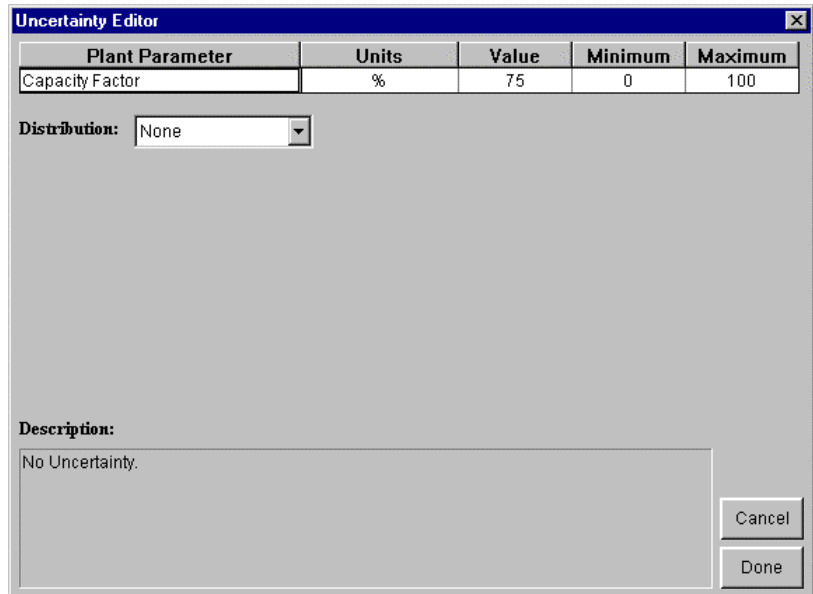 Uncertainty Editor
Plant Parameter Units Value Minimum Maximum
Capacity Factor % 75 0 100
Distribution: None
Description:
No Uncertainty.
Cancel
Done